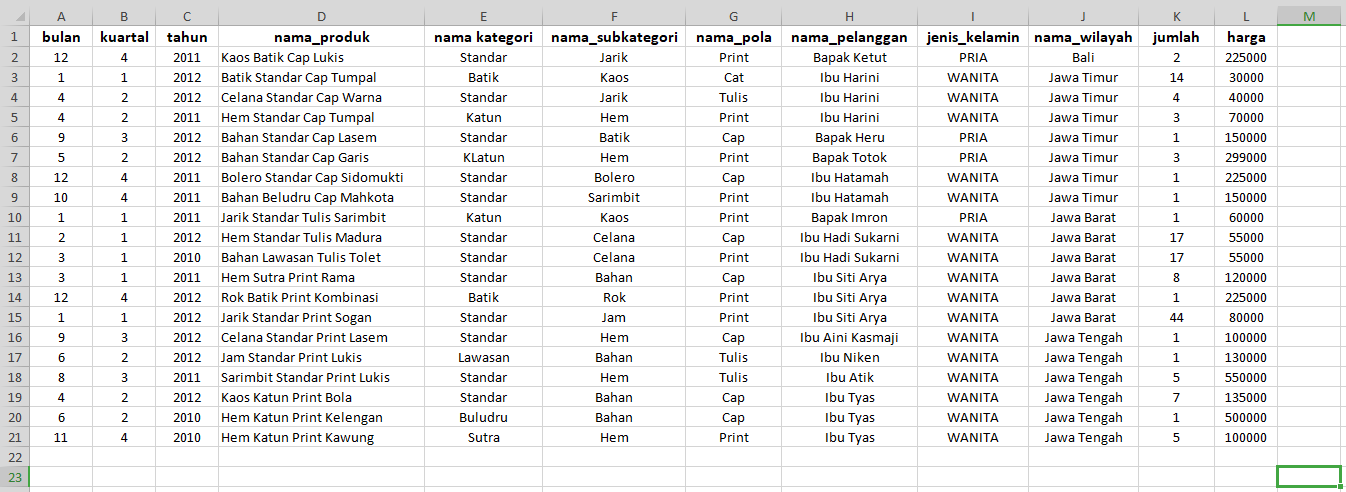 A B C D E F G H I J K L M
1 bulan kuartal tahun nama_produk nama kategori nama_subkategori nama_pola nama_pelanggan jenis_kelamin nama_wilayah jumlah harga
2 12 4 2011 Kaos Batik Cap Lukis Standar Jarik Print Bapak Ketut PRIA Bali 2 225000
3 1 1 2012 Batik Standar Cap Tumpal Batik Kaos Cat Ibu Harini WANITA Jawa Timur 14 30000
4 4 2 2012 Celana Standar Cap Warna Standar Jarik Tulis Ibu Harini WANITA Jawa Timur 4 40000
5 4 2 2011 Hem Standar Cap Tumpal Katun Hem Print Ibu Harini WANITA Jawa Timur 3 70000
6 9 3 2012 Bahan Standar Cap Lasem Standar Batik Cap Bapak Heru PRIA Jawa Timur 1 150000
7 5 2 2012 Bahan Standar Cap Garis KLatun Hem Print Bapak Totok PRIA Jawa Timur 3 299000
8 12 4 2011 Bolero Standar Cap Sidomukti Standar Bolero Cap Ibu Hatamah WANITA Jawa Timur 1 225000
9 10 4 2011 Bahan Beludru Cap Mahkota Standar Sarimbit Print Ibu Hatamah WANITA Jawa Timur 1 150000
10 1 1 2011 Jarik Standar Tulis Sarimbit Katun Kaos Print Bapak Imron PRIA Jawa Barat 1 60000
11 2 1 2012 Hem Standar Tulis Madura Standar Celana Cap Ibu Hadi Sukarni WANITA Jawa Barat 17 55000
12 3 1 2010 Bahan Lawasan Tulis Tolet Standar Celana Print Ibu Hadi Sukarni WANITA Jawa Barat 17 55000
13 3 1 2011 Hem Sutra Print Rama Standar Bahan Cap Ibu Siti Arya WANITA Jawa Barat 8 120000
14 12 4 2012 Rok Batik Print Kombinasi Batik Rok Print Ibu Siti Arya WANITA Jawa Barat 1 225000
15 1 1 2012 Jarik Standar Print Sogan Standar Jam Print Ibu Siti Arya WANITA Jawa Barat 44 80000
16 9 3 2012 Celana Standar Print Lasem Standar Hem Cap Ibu Aini Kasmaji WANITA Jawa Tengah 1 100000
17 6 2 2012 Jam Standar Print Lukis Lawasan Bahan Tulis Ibu Niken WANITA Jawa Tengah 1 130000
18 8 3 2011 Sarimbit Standar Print Lukis Standar Hem Tulis Ibu Atik WANITA Jawa Tengah 5 550000
19 4 2 2012 Kaos Katun Print Bola Standar Bahan Cap Ibu Tyas WANITA Jawa Tengah 7 135000
20 6 2 2010 Hem Katun Print Kelengan Buludru Bahan Cap Ibu Tyas WANITA Jawa Tengah 1 500000
21 11 4 2010 Hem Katun Print Kawung Sutra Hem Print Ibu Tyas WANITA Jawa Tengah 5 100000
22
23